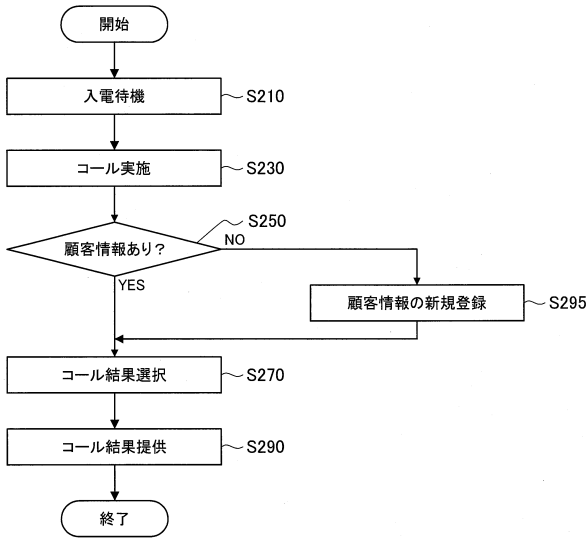 開始
入電待機
S210
コール実施
S230
S250
顧客情報あり?
NO
YES
顧客情報の新規登録
S295
コール結果選択
S270
コール結果提供
S290
終了